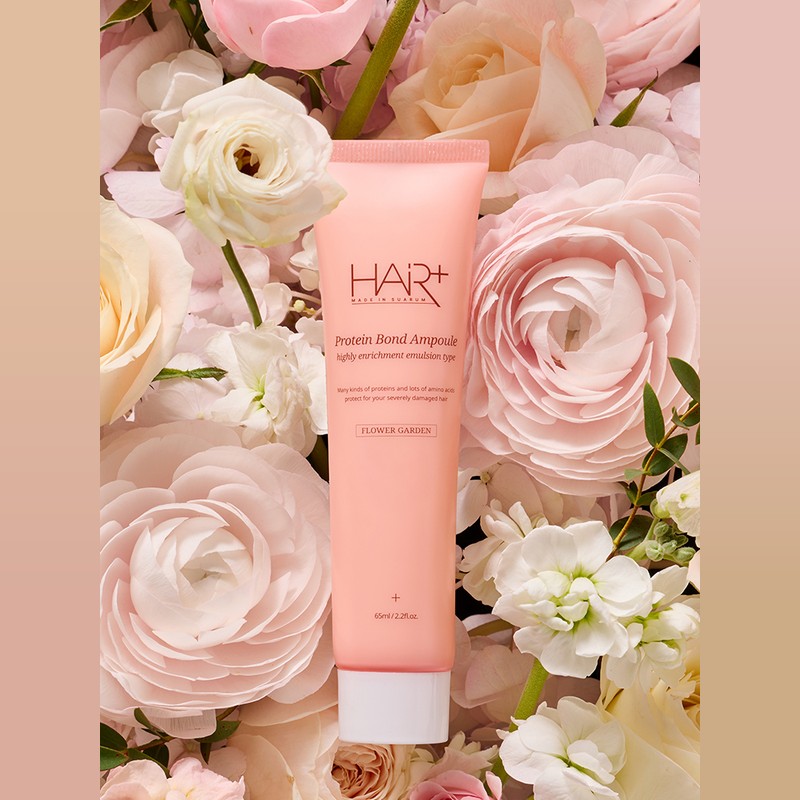 HAiR+
MADE IN SUARUM
Protein Bond Ampoule
highly enrichment emulsion type
Many kinds of proteins and lots of amino acids
protect for your severely damaged hair
FLOWER GARDEN
+
65ml / 2.2fl.oz.